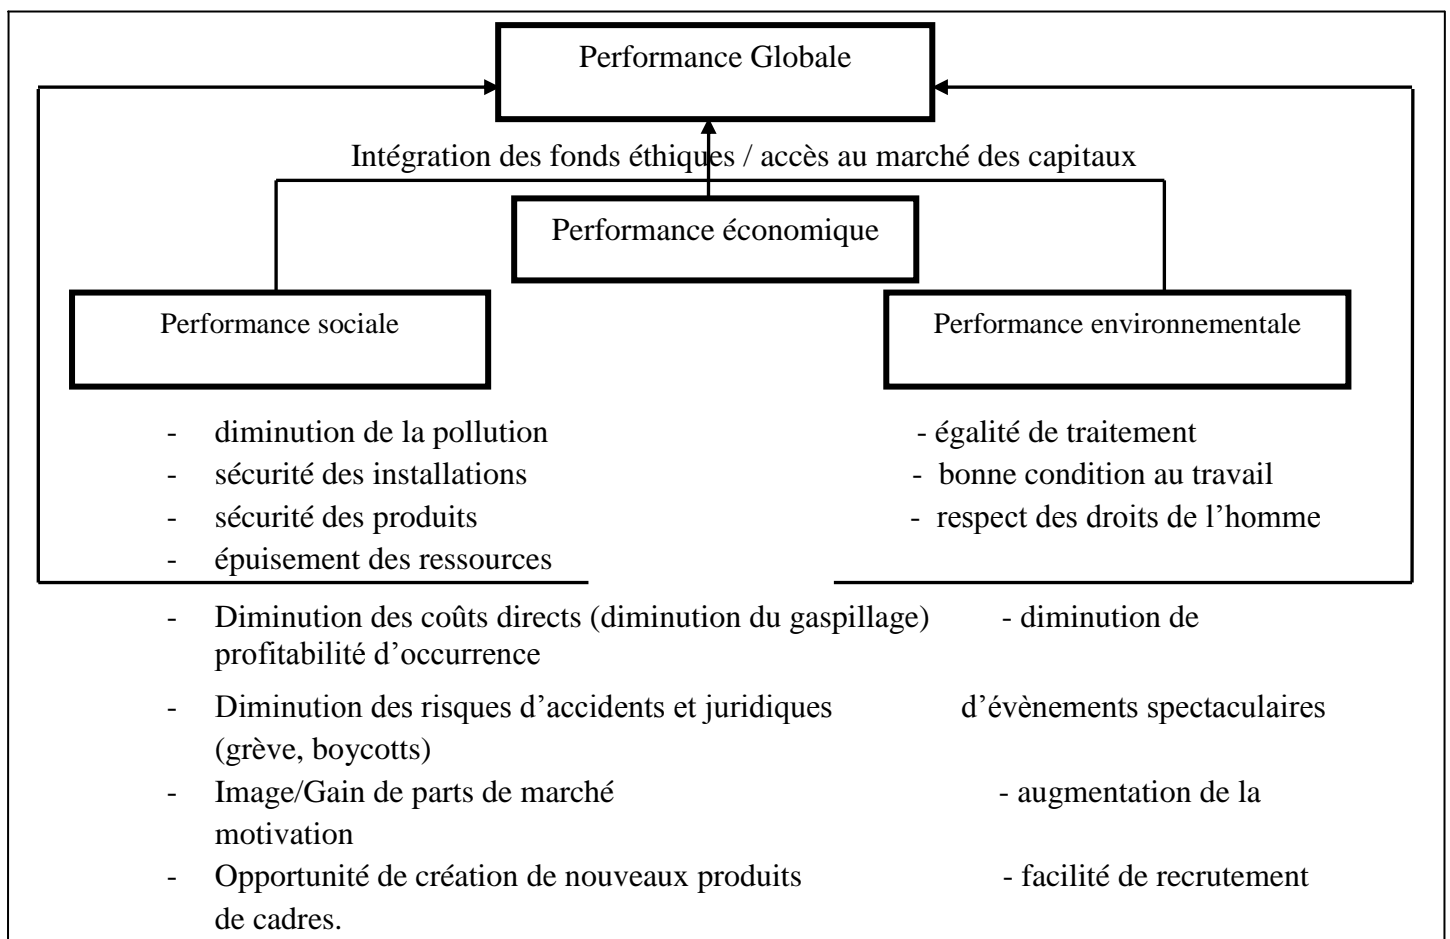 Performance Globale
Intégration des fonds éthiques / accès au marché des capitaux
Performance économique
Performance sociale
Performance environnementale
- diminution de la pollution - égalité de traitement
- sécurité des installations - bonne condition au travail
- sécurité des produits - respect des droits de l’homme
- épuisement des ressources
- Diminution des coûts directs (diminution du gaspillage) - diminution de
profitabilité d’occurrence
- Diminution des risques d’accidents et juridiques d’évènements spectaculaires
(grève, boycotts)
- Image/Gain de parts de marché - augmentation de la
motivation
- Opportunité de création de nouveaux produits - facilité de recrutement
de cadres.